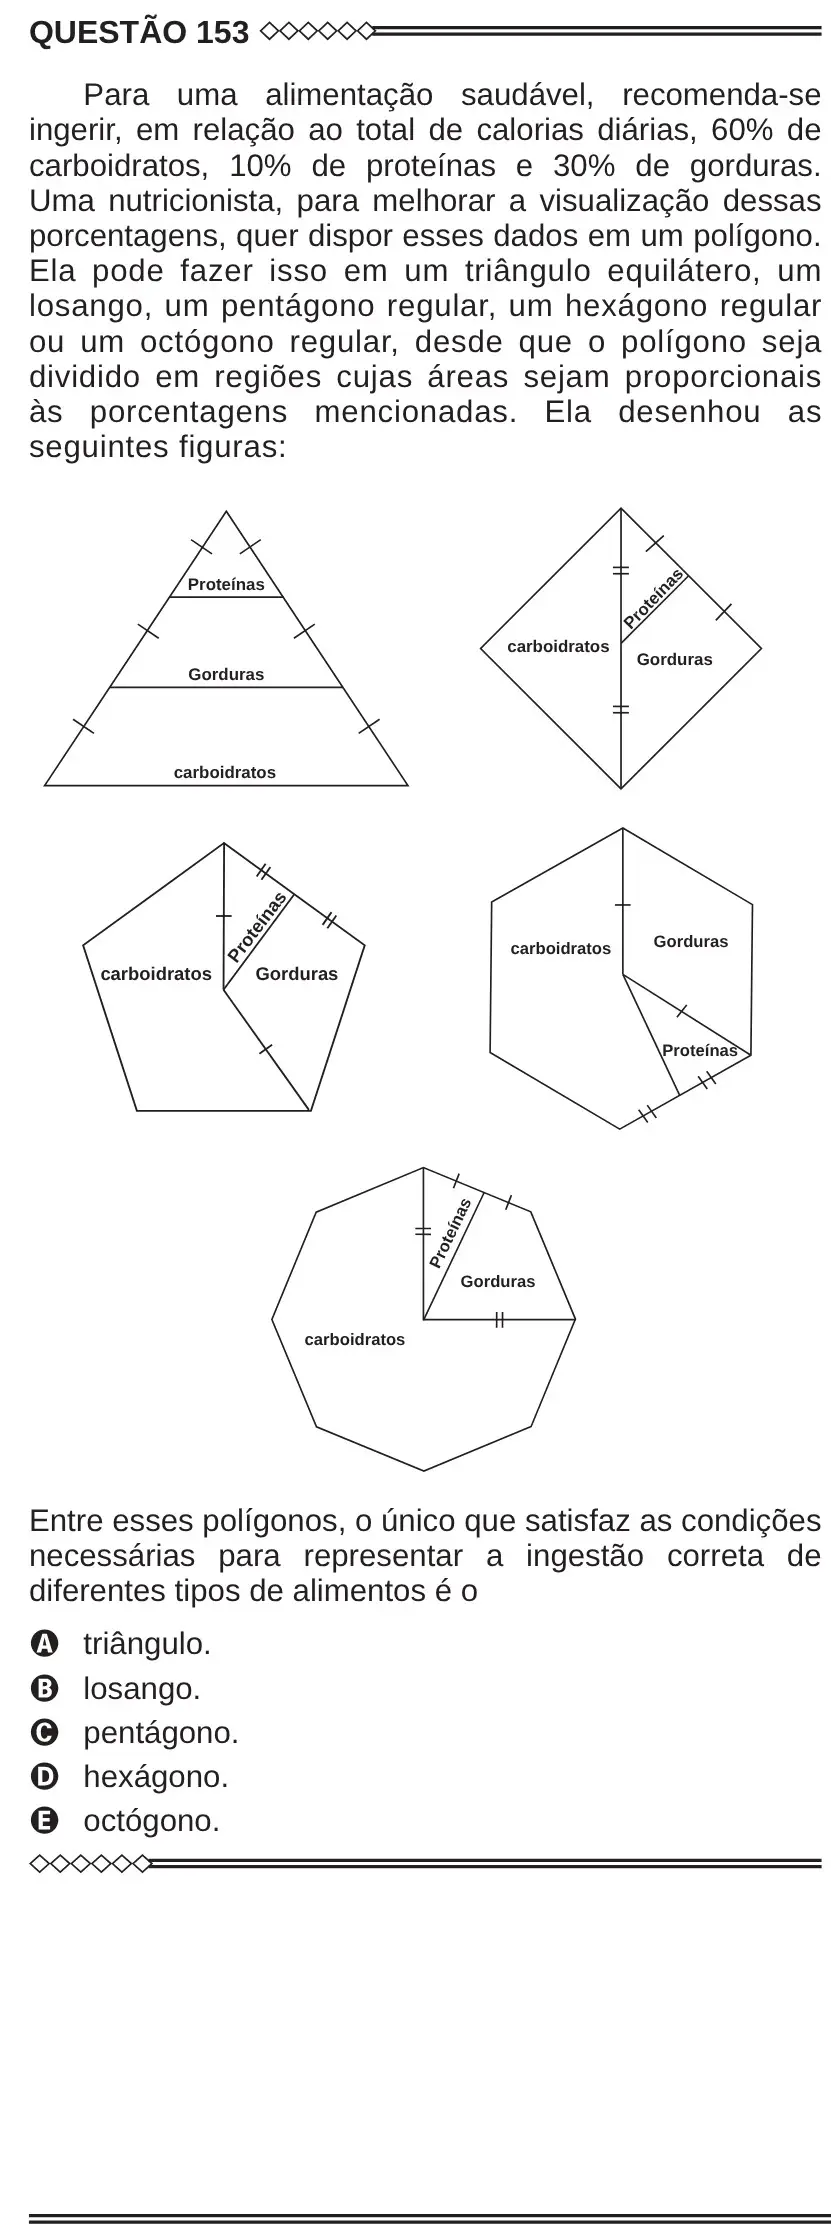 QUESTÃO 153
Para uma alimentação saudável, recomenda-se
ingerir, em relação ao total de calorias diárias, 60% de
carboidratos, 10% de proteínas e 30% de gorduras.
Uma nutricionista, para melhorar a visualização dessas
porcentagens, quer dispor esses dados em um polígono.
Ela pode fazer isso em um triângulo equilátero, um
losango, um pentágono regular, um hexágono regular
ou um octógono regular, desde que o polígono seja
dividido em regiões cujas áreas sejam proporcionais
às porcentagens mencionadas. Ela desenhou as
seguintes figuras:
Proteínas
Gorduras
carboidratos
carboidratos
Proteínas
Gorduras
carboidratos
Proteínas
Gorduras
carboidratos
Gorduras
Proteínas
Proteínas
Gorduras
carboidratos
Entre esses polígonos, o único que satisfaz as condições
necessárias para representar a ingestão correta de
diferentes tipos de alimentos é o
A triângulo.
B losango.
C pentágono.
D hexágono.
E octógono.